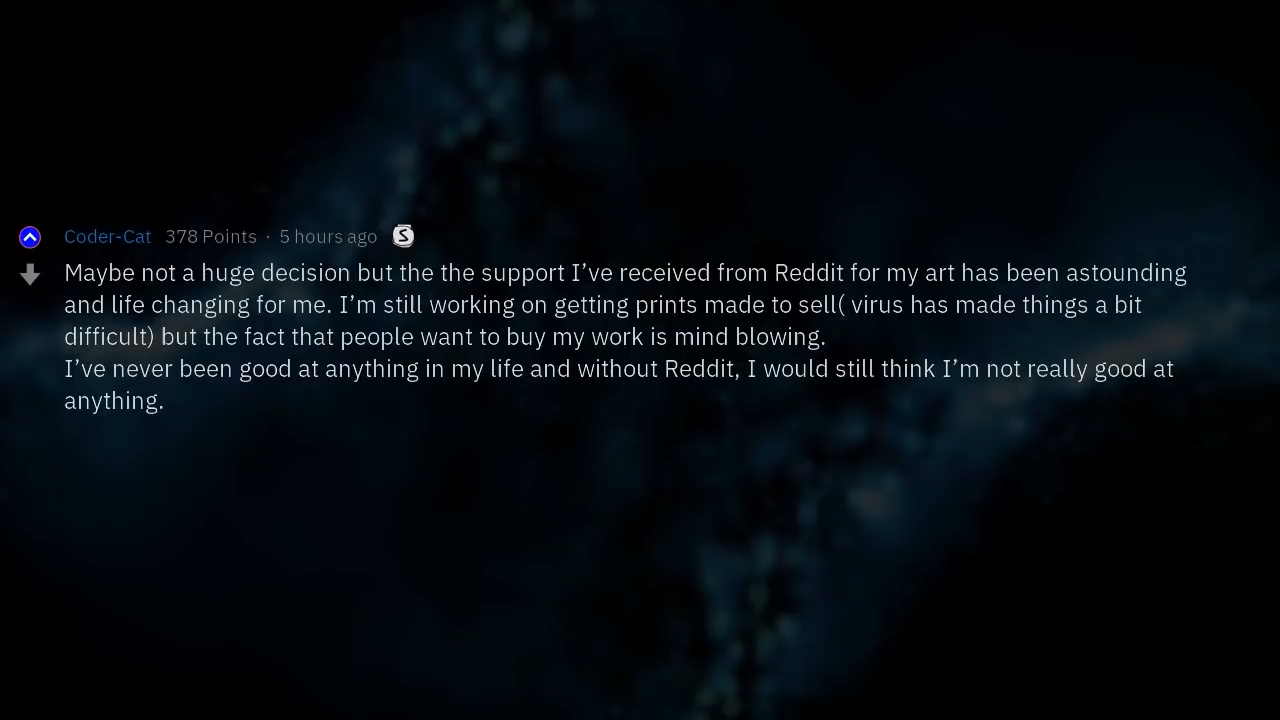 Coder-Cat 378 Points · 5 hours ago S
Maybe not a huge decision but the the support I’ve received from Reddit for my art has been astounding
and life changing for me. I’m still working on getting prints made to sell( virus has made things a bit
difficult) but the fact that people want to buy my work is mind blowing.
I’ve never been good at anything in my life and without Reddit, I would still think I’m not really good at
anything.